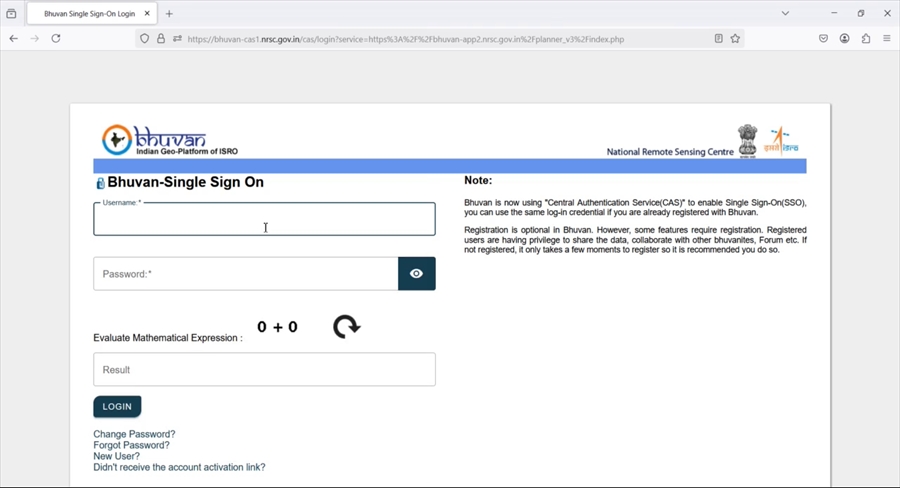 Bhuvan Single Sign-On Login
https://bhuvan-cas1.nrsc.gov.in/cas/login?service=https%3A%2F%2Fbhuvan-app2.nrsc.gov.in%2Fplanner_v3%2Findex.php
bhuvan
Indian Geo-Platform of ISRO
National Remote Sensing Centre
इसरो isro
Bhuvan-Single Sign On
Username:*
Password:*
Evaluate Mathematical Expression :
0 + 0
Result
LOGIN
Change Password?
Forgot Password?
New User?
Didn't receive the account activation link?
Note:
Bhuvan is now using "Central Authentication Service(CAS)" to enable Single Sign-On(SSO),
you can use the same log-in credential if you are already registered with Bhuvan.
Registration is optional in Bhuvan. However, some features require registration. Registered
users are having privilege to share the data, collaborate with other bhuvanites, Forum etc. If
not registered, it only takes a few moments to register so it is recommended you do so.